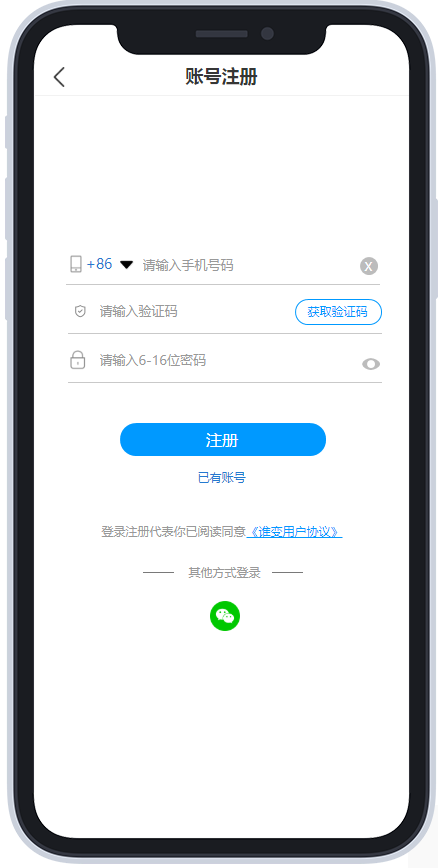 账号注册
+86 请输入手机号码 X
请输入验证码 获取验证码
请输入6-16位密码
注册
已有账号
登录注册代表你已阅读同意《谁变用户协议》
其他方式登录